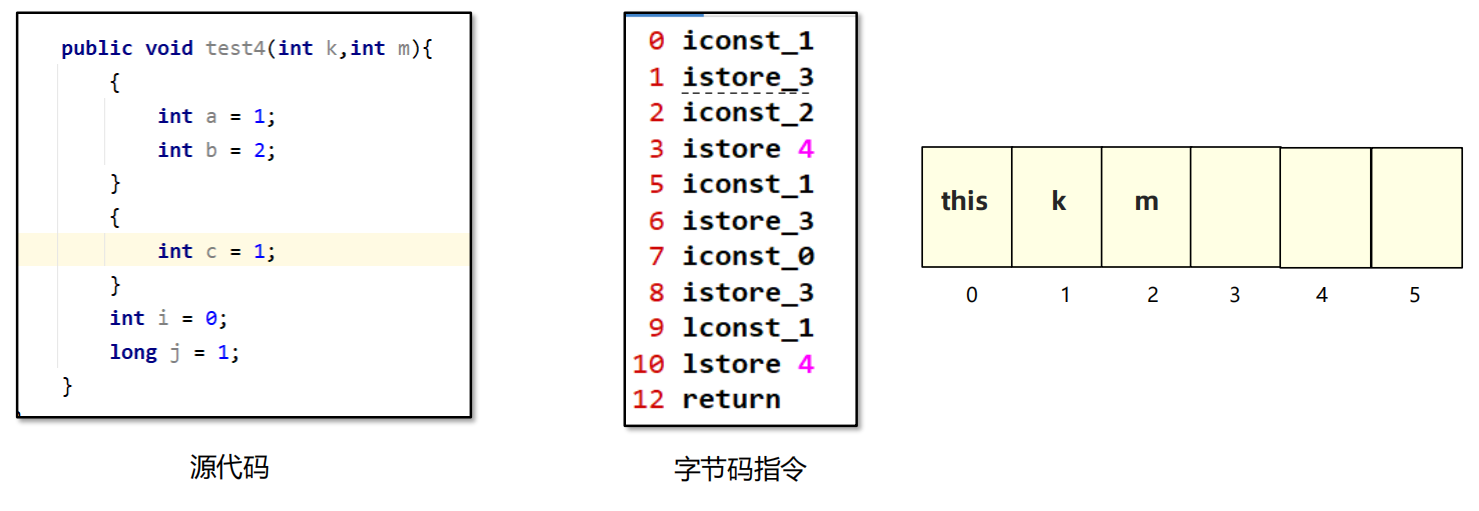 public void test4(int k,int m){
{
int a = 1;
int b = 2;
}
{
int c = 1;
}
int i = 0;
long j = 1;
}
源代码
0 iconst_1
1 istore_3
2 iconst_2
3 istore 4
5 iconst_1
6 istore_3
7 iconst_0
8 istore_3
9 lconst_1
10 lstore 4
12 return
字节码指令
this k m
0 1 2 3 4 5